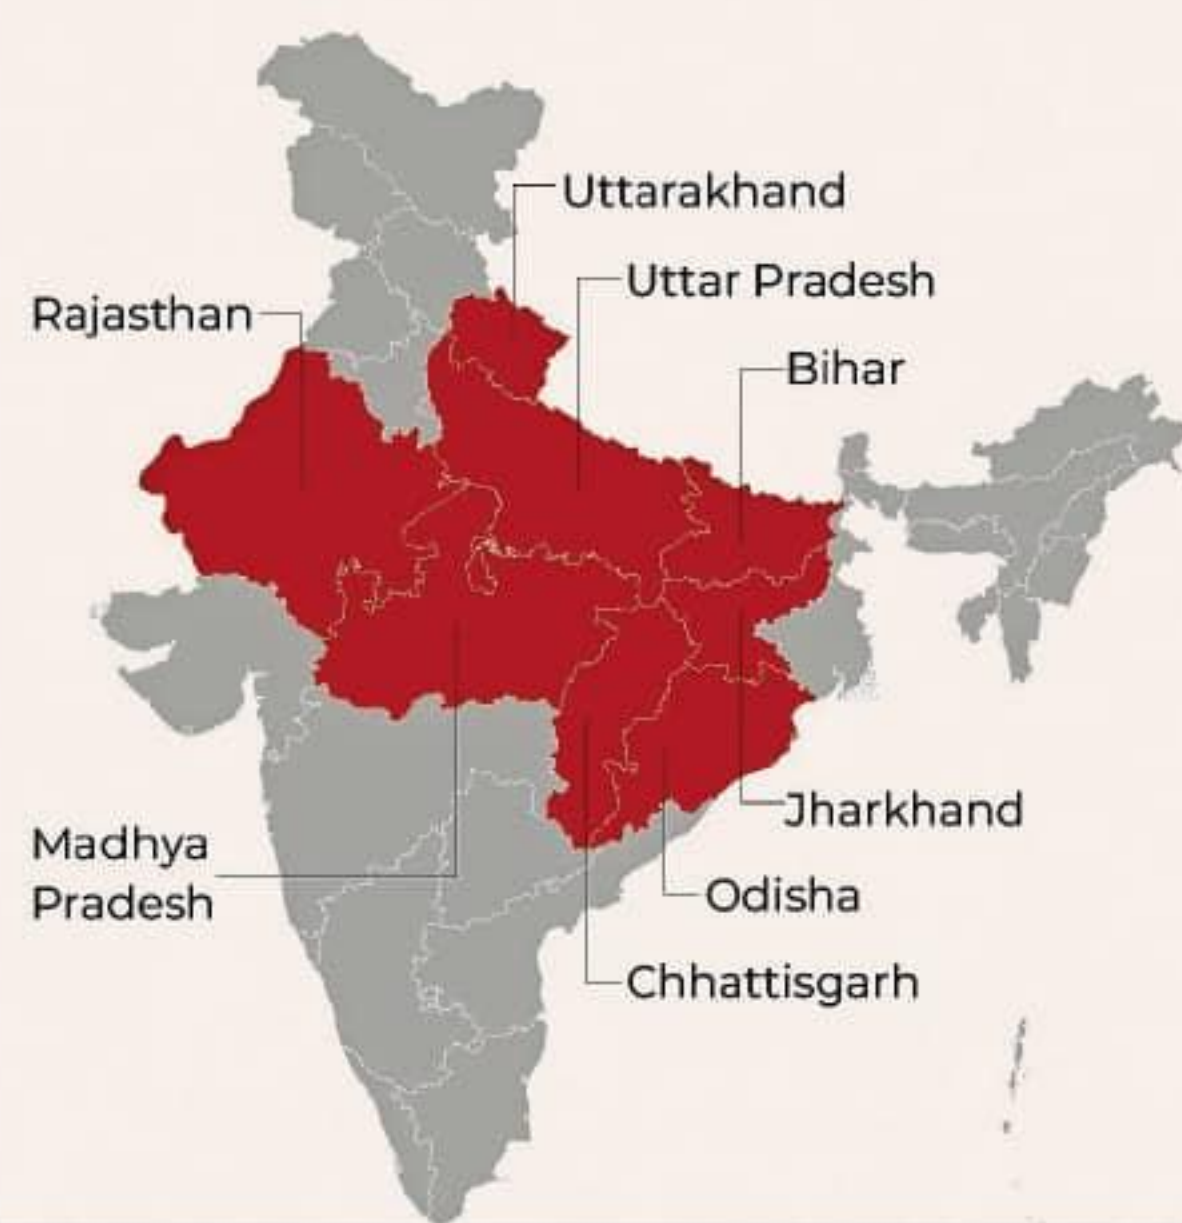 Uttarakhand
Uttar Pradesh
Rajasthan
Bihar
Jharkhand
Madhya
Pradesh
Odisha
Chhattisgarh